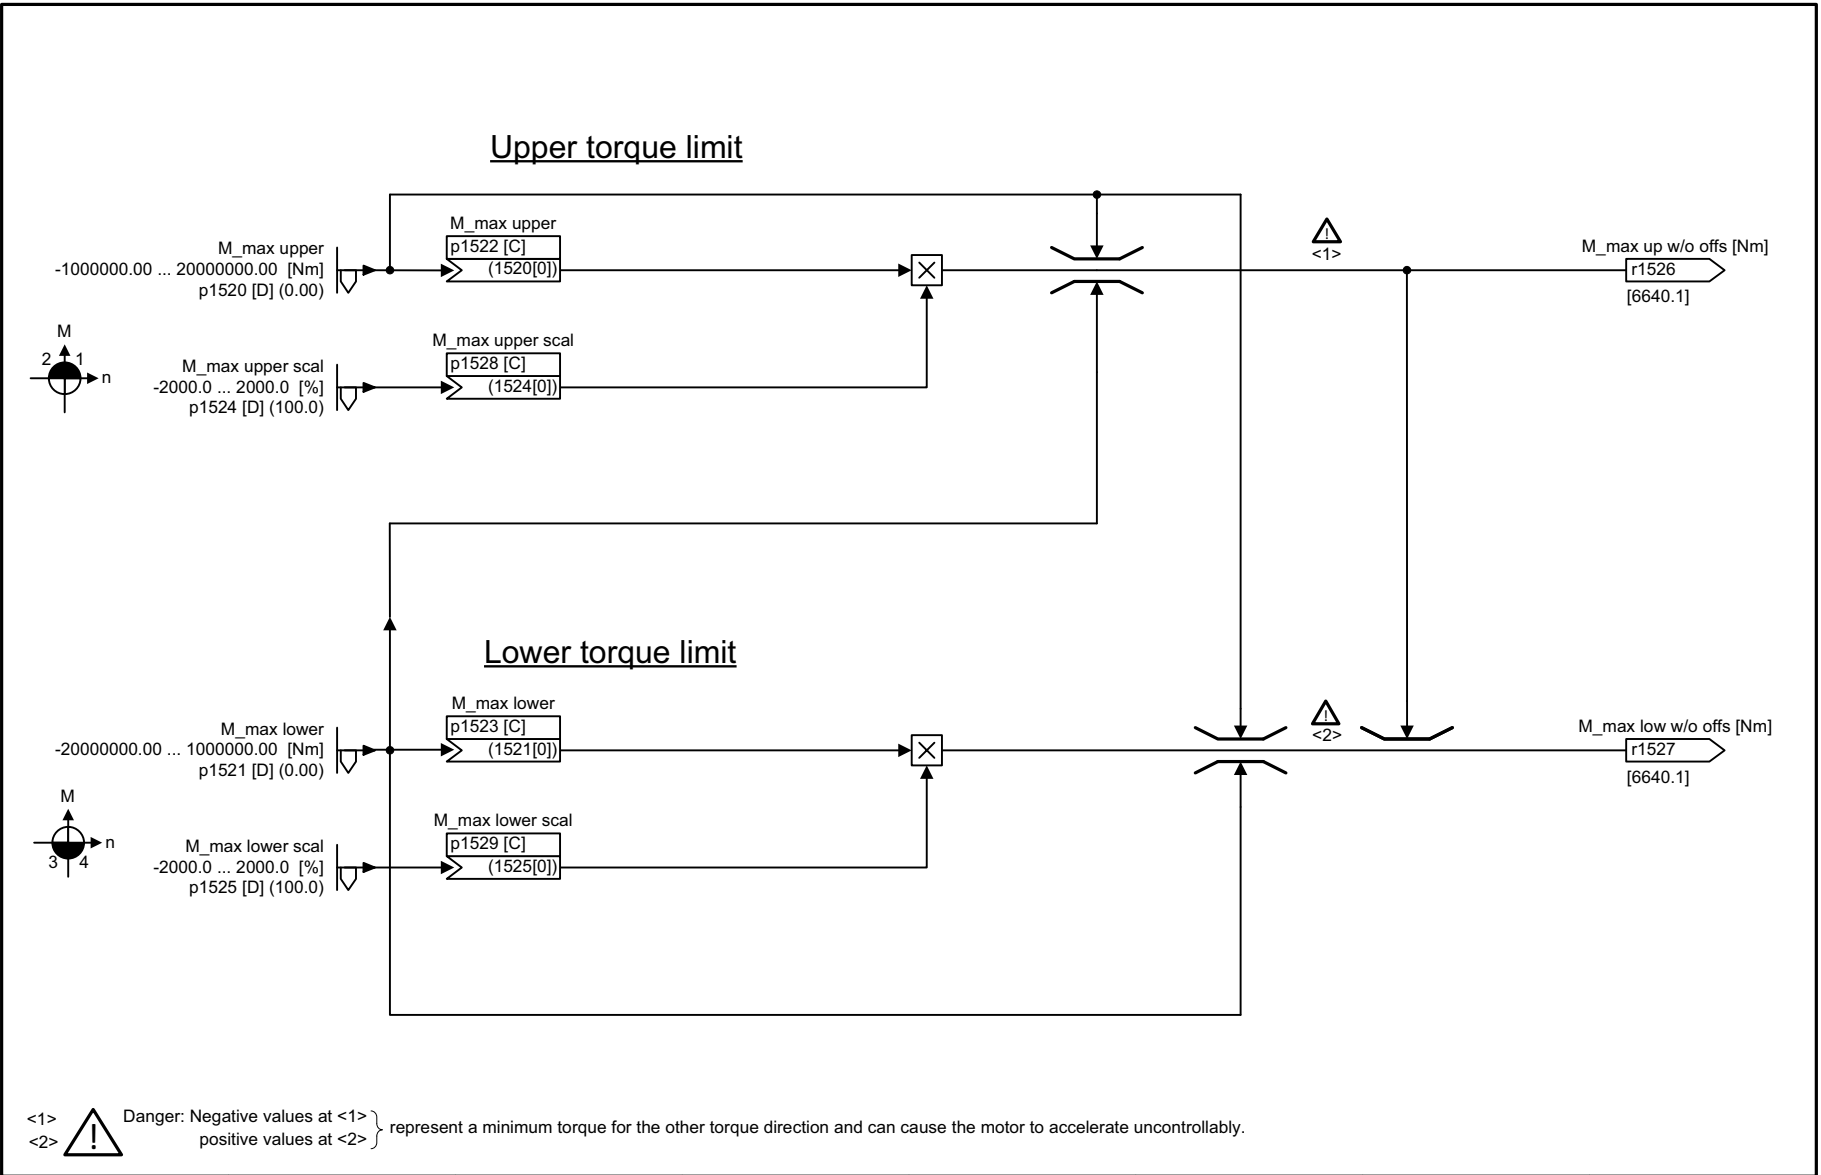 Upper torque limit
M_max upper
-1000000.00 ... 20000000.00 [Nm]
p1520 [D] (0.00)
M_max upper
p1522 [C]
(1520[0])
<1>
M_max up w/o offs [Nm]
r1526
[6640.1]
M
2 1
n
M_max upper scal
-2000.0 ... 2000.0 [%]
p1524 [D] (100.0)
M_max upper scal
p1528 [C]
(1524[0])
Lower torque limit
M_max lower
-20000000.00 ... 1000000.00 [Nm]
p1521 [D] (0.00)
M_max lower
p1523 [C]
(1521[0])
<2>
M_max low w/o offs [Nm]
r1527
[6640.1]
M
n
3 4
M_max lower scal
-2000.0 ... 2000.0 [%]
p1525 [D] (100.0)
M_max lower scal
p1529 [C]
(1525[0])
<1>
<2>
Danger: Negative values at <1>
positive values at <2>
represent a minimum torque for the other torque direction and can cause the motor to accelerate uncontrollably.